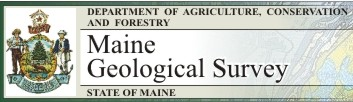 DEPARTMENT OF AGRICULTURE, CONSERVATION
AND FORESTRY
Maine
Geological Survey
STATE OF MAINE